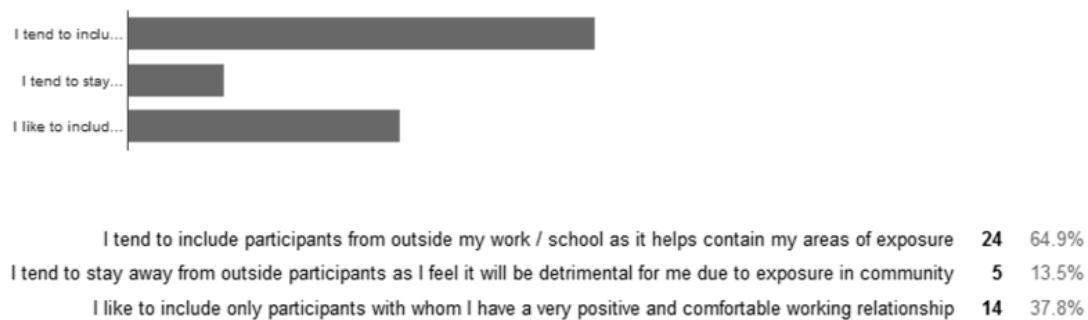 I tend to inclu...
I tend to stay...
I like to includ...
I tend to include participants from outside my work / school as it helps contain my areas of exposure 24 64.9%
I tend to stay away from outside participants as I feel it will be detrimental for me due to exposure in community 5 13.5%
I like to include only participants with whom I have a very positive and comfortable working relationship 14 37.8%